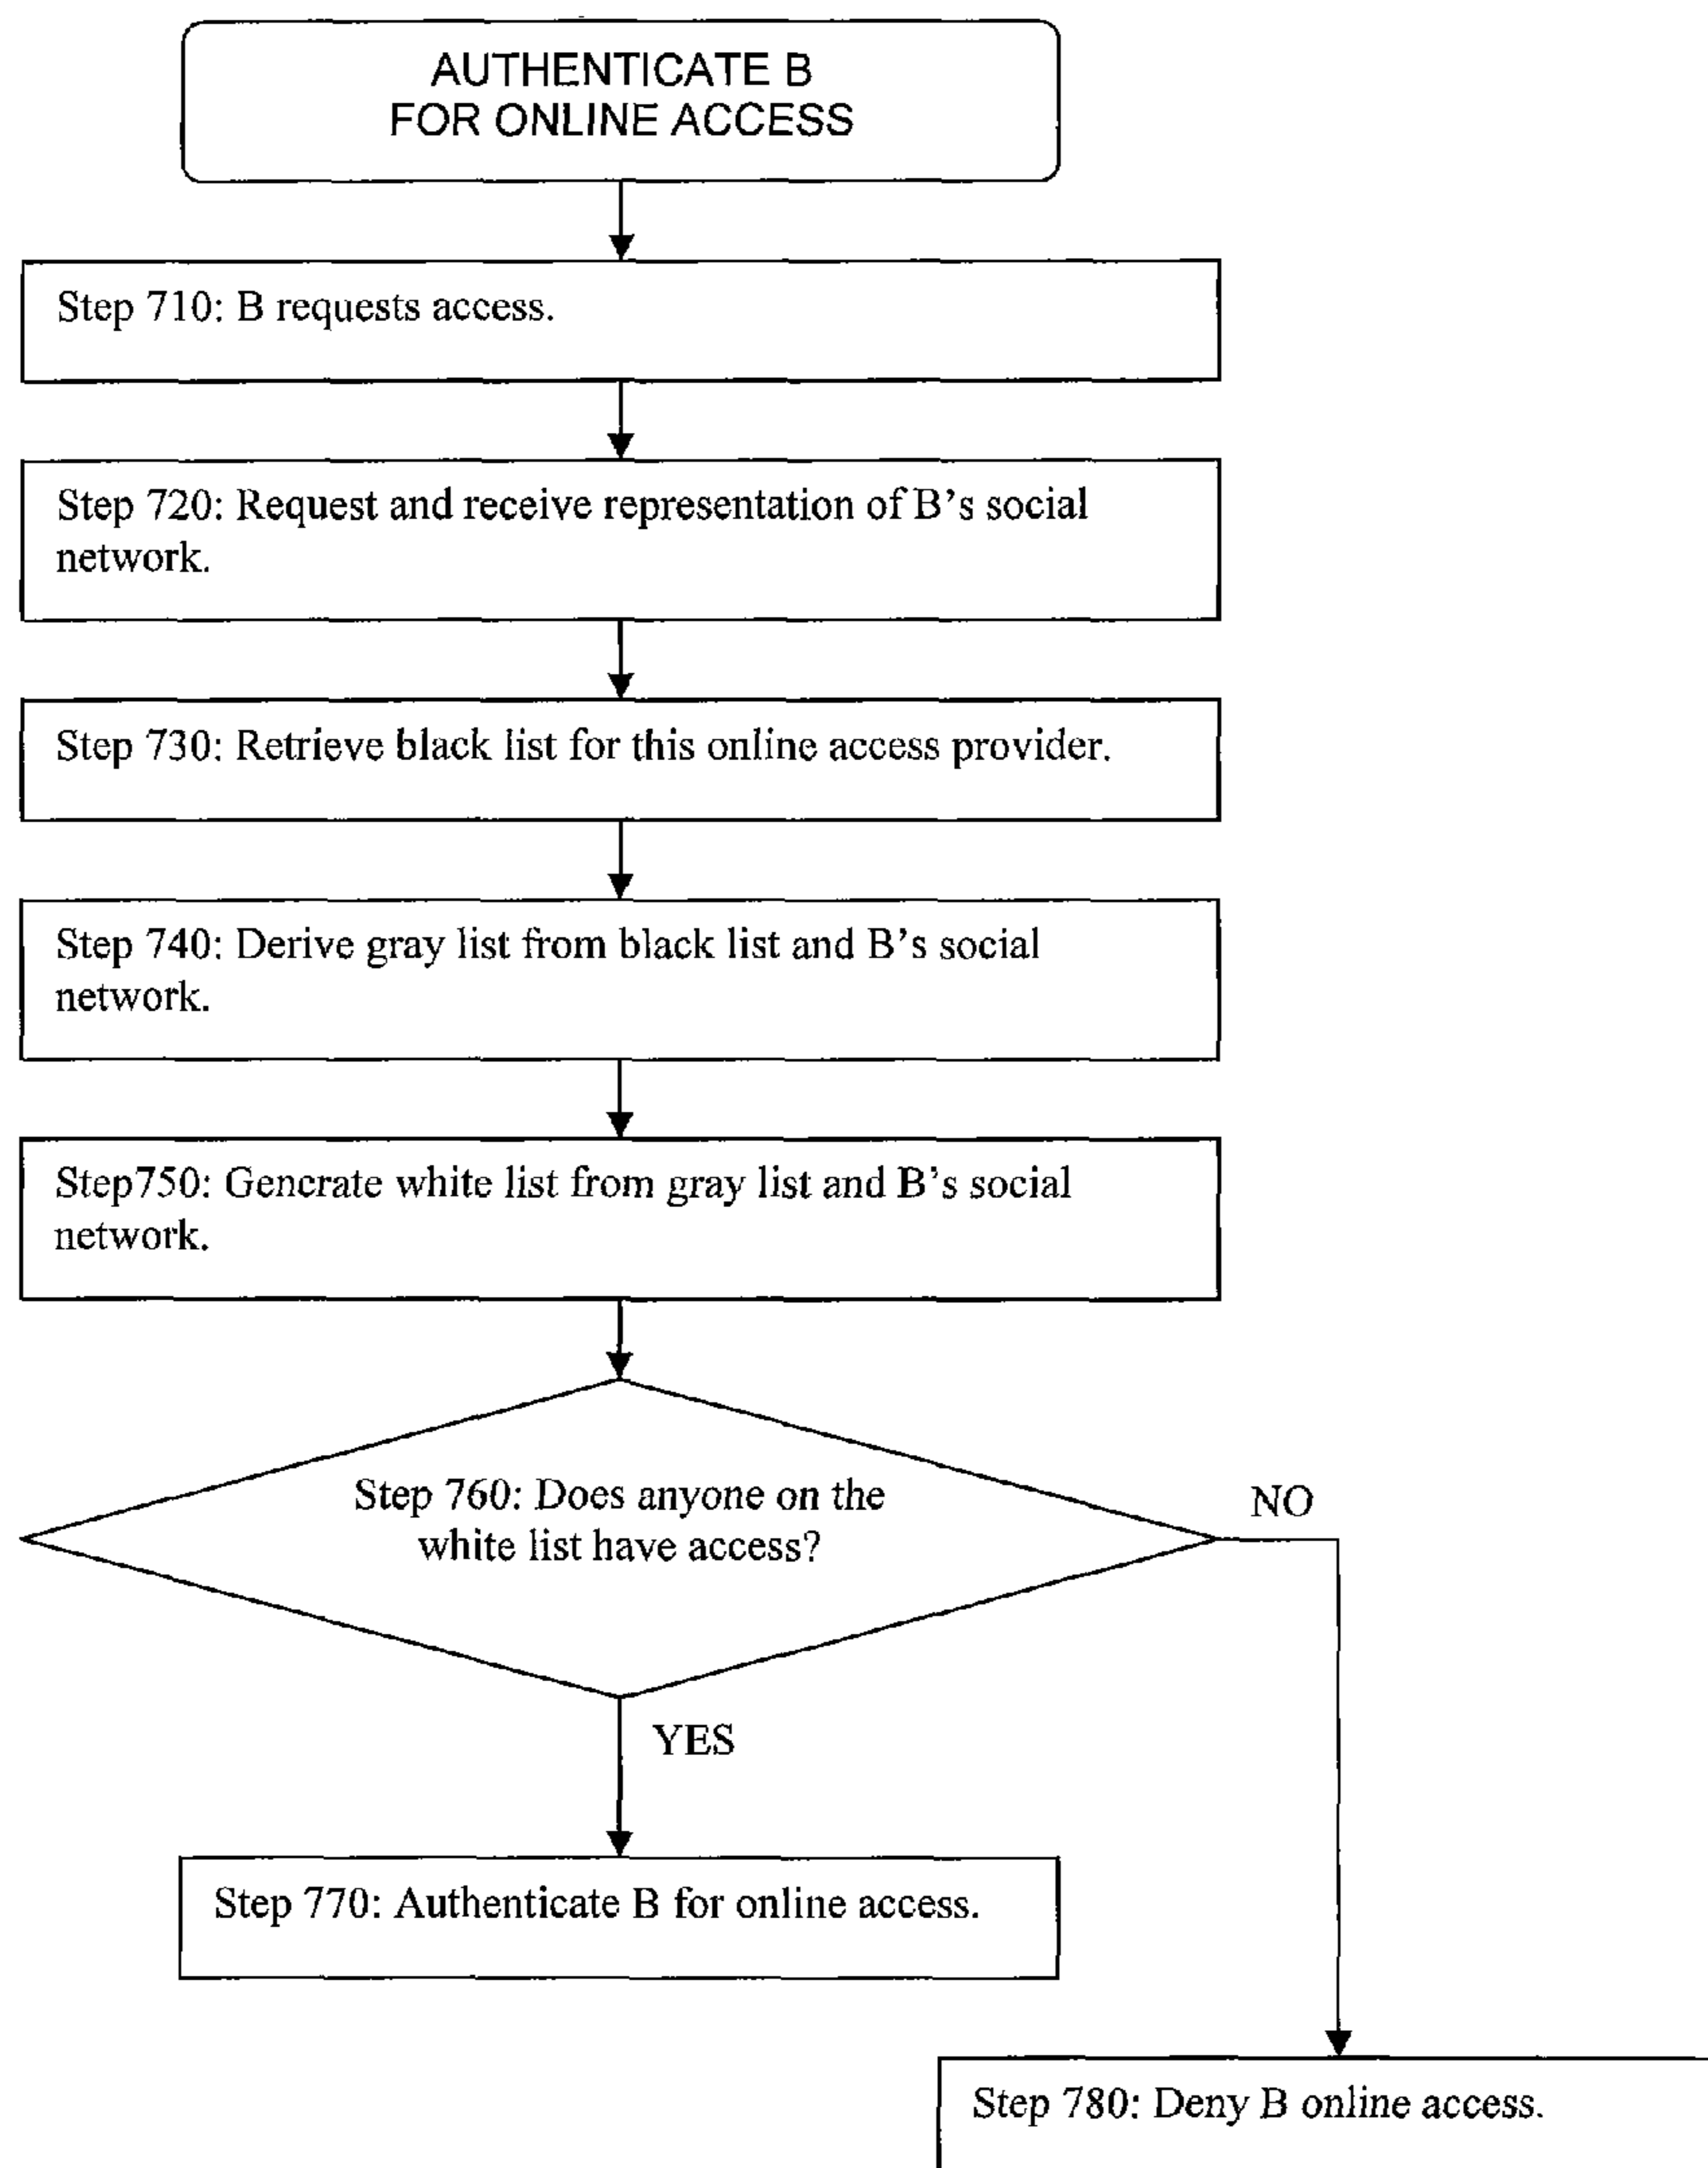 AUTHENTICATE B
FOR ONLINE ACCESS
Step 710: B requests access.
Step 720: Request and receive representation of B's social
network.
Step 730: Retrieve black list for this online access provider.
Step 740: Derive gray list from black list and B's social
network.
Step750: Generate white list from gray list and B's social
network.
Step 760: Does anyone on the
white list have access?
NO
YES
Step 770: Authenticate B for online access.
Step 780: Deny B online access.